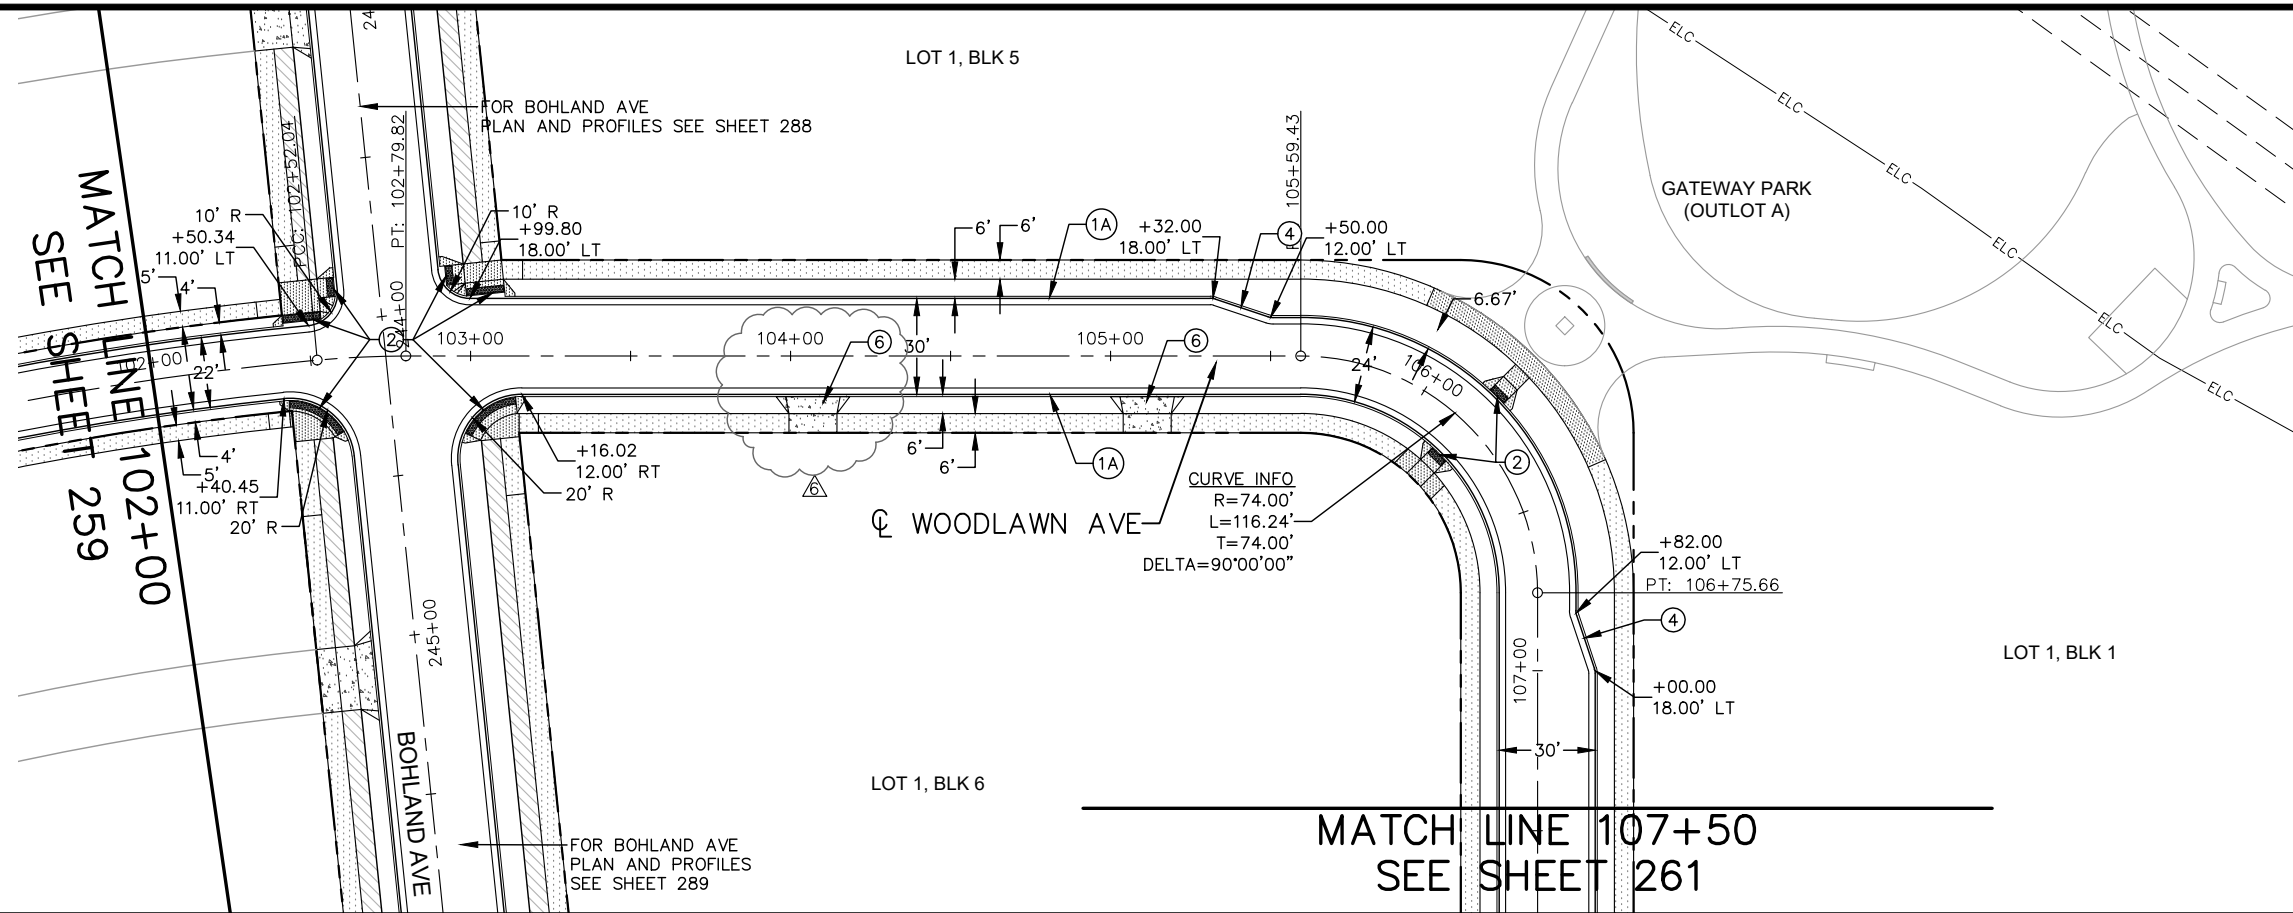 LOT 1, BLK 5
FOR BOHLAND AVE
PLAN AND PROFILES SEE SHEET 288
24
PCC: 102+52.04
PT: 102+79.82
105+59.43
ELC
ELC
ELC
ELC
ELC
ELC
GATEWAY PARK
(OUTLOT A)
MATCH LINE 102+00
SEE SHEET 259
10' R
+50.34
11.00' LT
5'
4'
10' R
+99.80
18.00' LT
6'
6'
1A
+32.00
18.00' LT
4
+50.00
12.00' LT
6.67'
2+00
22'
2
244+00
103+00
104+00
6
30'
105+00
6
24'
106+00
4'
5'
+40.45
11.00' RT
20' R
+16.02
12.00' RT
20' R
6'
6'
6
1A
2
℄ WOODLAWN AVE
CURVE INFO
R=74.00'
L=116.24'
T=74.00'
DELTA=90°00'00"
+82.00
12.00' LT
PT: 106+75.66
4
107+00
+00.00
18.00' LT
30'
LOT 1, BLK 1
245+00
BOHLAND AVE
LOT 1, BLK 6
FOR BOHLAND AVE
PLAN AND PROFILES
SEE SHEET 289
MATCH LINE 107+50
SEE SHEET 261